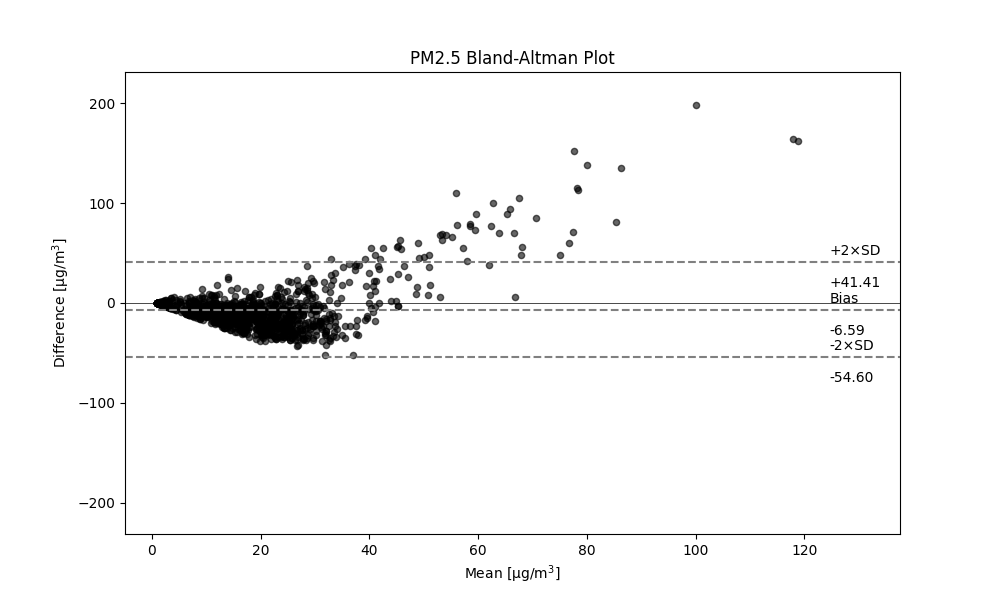 PM2.5 Bland-Altman Plot
Difference [µg/m³]
200
100
0
−100
−200
+2×SD
+41.41
Bias
-6.59
-2×SD
-54.60
0
20
40
60
80
100
120
Mean [µg/m³]